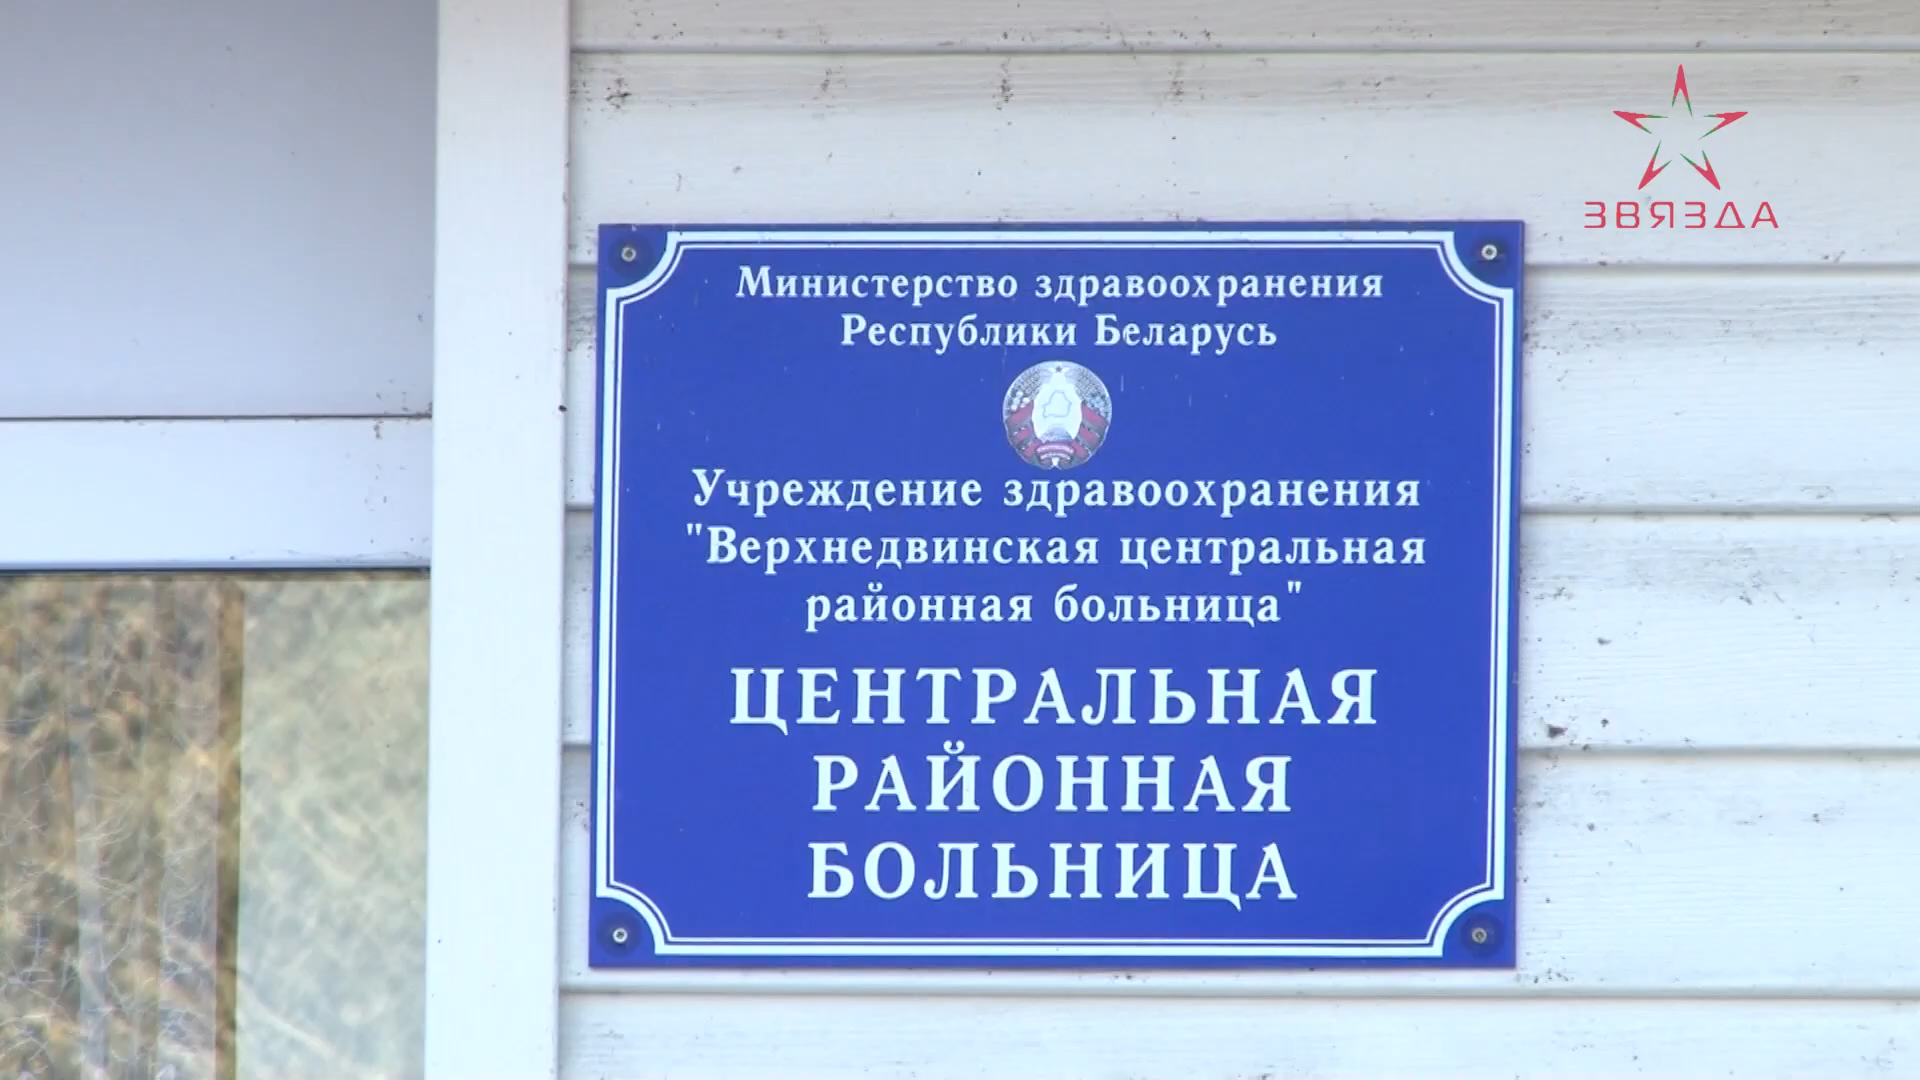 ЗВЯЗДА
Министерство здравоохранения
Республики Беларусь
Учреждение здравоохранения
"Верхнедвинская центральная
районная больница"
ЦЕНТРАЛЬНАЯ
РАЙОННАЯ
БОЛЬНИЦА